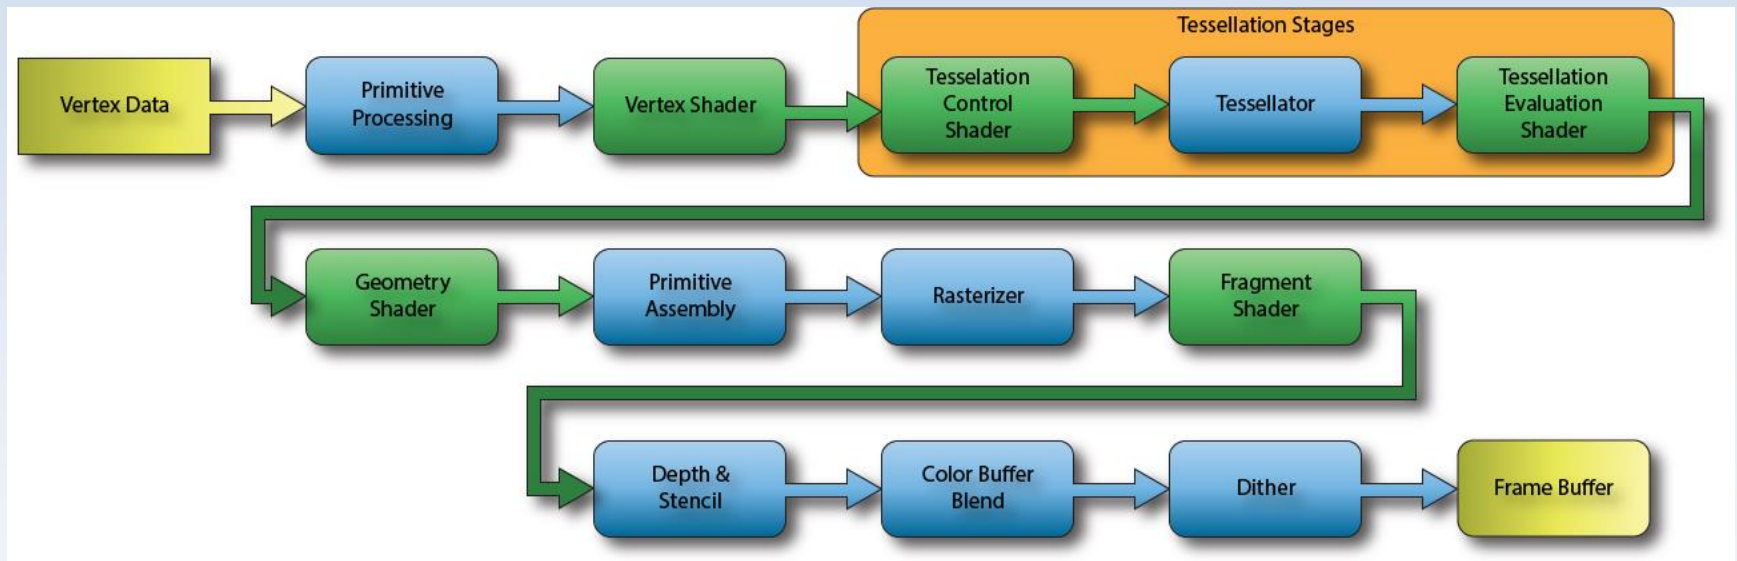 Tessellation Stages
Vertex Data
Primitive
Processing
Vertex Shader
Tesselation
Control
Shader
Tessellator
Tessellation
Evaluation
Shader
Geometry
Shader
Primitive
Assembly
Rasterizer
Fragment
Shader
Depth &
Stencil
Color Buffer
Blend
Dither
Frame Buffer